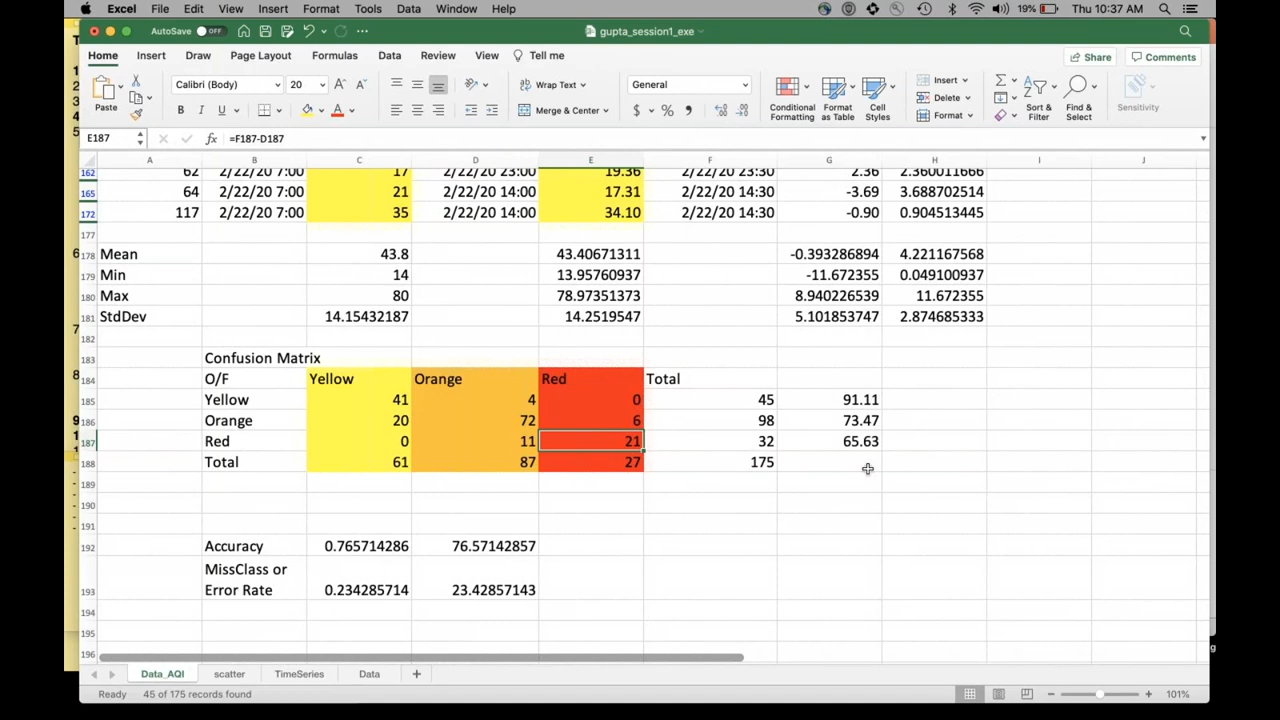 Excel File Edit View Insert Format Tools Data Window Help 19% Thu 10:37 AM
AutoSave OFF gupta_session1_exe
Home Insert Draw Page Layout Formulas Data Review View Tell me Share Comments
Paste Calibri (Body) 20 A A Wrap Text General Conditional Formatting Format as Table Cell Styles Insert Delete Format Sort & Filter Find & Select Sensitivity
B I U A Merge & Center $ %
E187 fx =F187-D187
A B C D E F G H I J
162 62 2/22/20 7:00 17 2/22/20 23:00 19.36 2/22/20 23:30 2.36 2.360011666
165 64 2/22/20 7:00 21 2/22/20 14:00 17.31 2/22/20 14:30 -3.69 3.688702514
172 117 2/22/20 7:00 35 2/22/20 14:00 34.10 2/22/20 14:30 -0.90 0.904513445
177
178 Mean 43.8 43.40671311 -0.393286894 4.221167568
179 Min 14 13.95760937 -11.672355 0.049100937
180 Max 80 78.97351373 8.940226539 11.672355
181 StdDev 14.15432187 14.2519547 5.101853747 2.874685333
182
183 Confusion Matrix
184 O/F Yellow Orange Red Total
185 Yellow 41 4 0 45 91.11
186 Orange 20 72 6 98 73.47
187 Red 0 11 21 32 65.63
188 Total 61 87 27 175
189
190
191
192 Accuracy 0.765714286 76.57142857
MissClass or
193 Error Rate 0.234285714 23.42857143
194
195
196
Data_AQI scatter TimeSeries Data
Ready 45 of 175 records found 101%